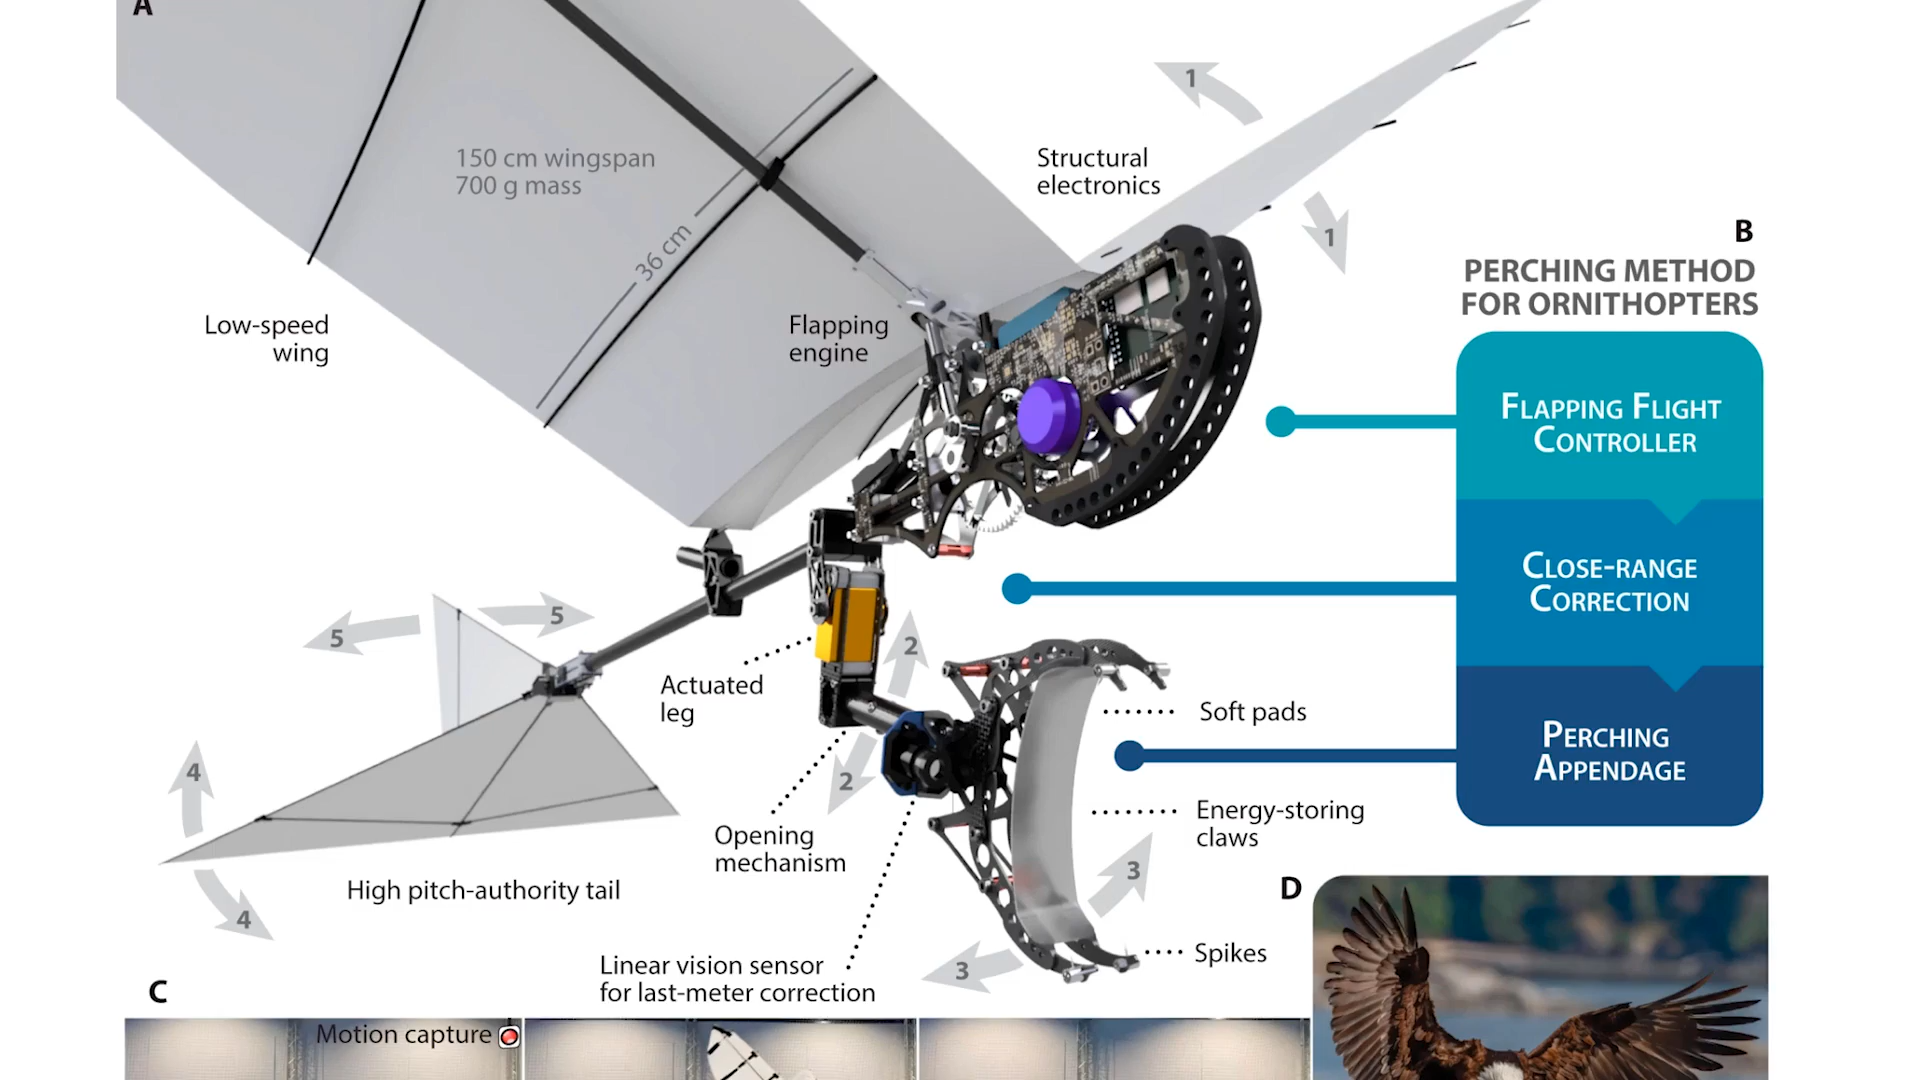 A
1
150 cm wingspan
700 g mass
Structural
electronics
1
B
36 cm
PERCHING METHOD
FOR ORNITHOPTERS
Low-speed
wing
Flapping
engine
FLAPPING FLIGHT
CONTROLLER
CLOSE-RANGE
CORRECTION
5
5
2
Actuated
leg
Soft pads
PERCHING
APPENDAGE
4
2
Energy-storing
claws
Opening
mechanism
3
High pitch-authority tail
4
D
Spikes
Linear vision sensor
for last-meter correction
3
C
Motion capture